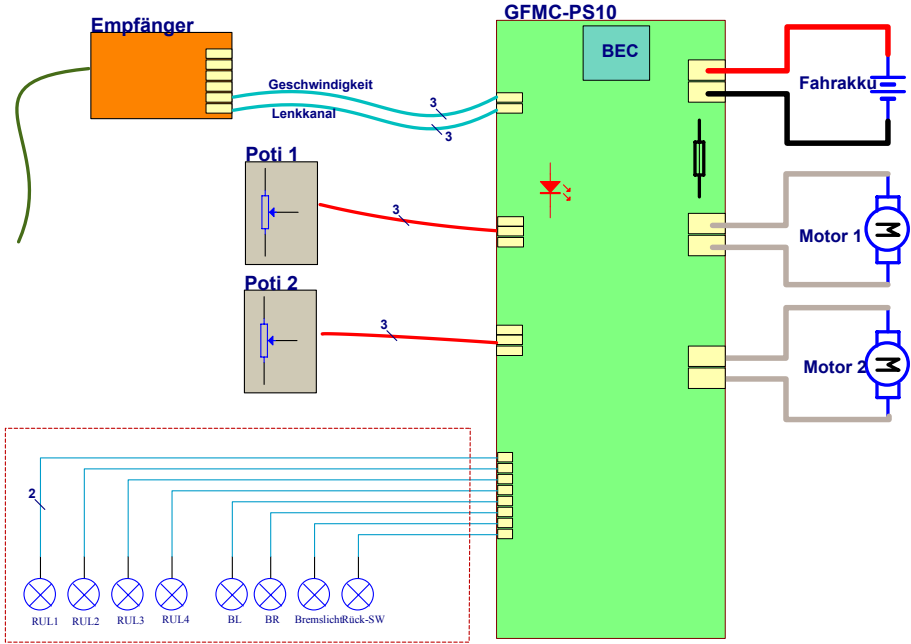 GFMC-PS10
Empfänger
BEC
Geschwindigkeit
Fahrakku
3
Lenkkanal
3
Poti 1
3
Motor 1
M
Poti 2
3
Motor 2
M
2
RUL1
RUL2
RUL3
RUL4
BL
BR
Bremslicht
Rück-SW